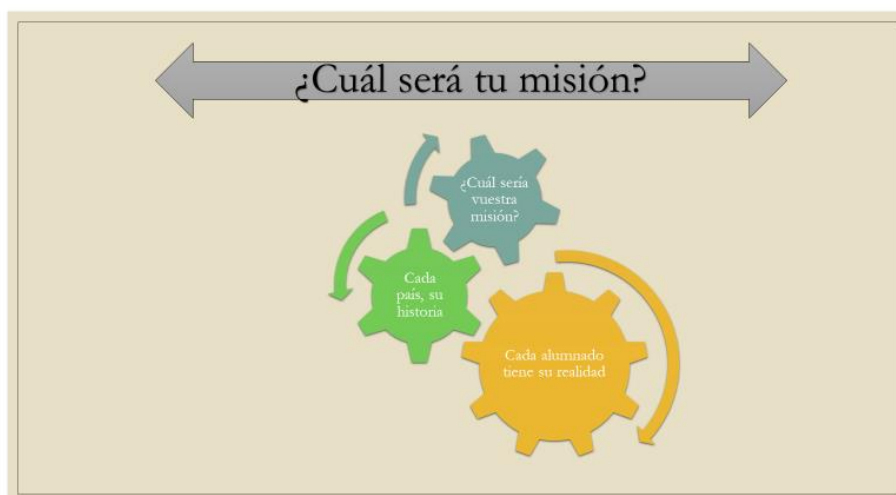 ¿Cuál será tu misión?
¿Cuál sería
vuestra
misión?
Cada
país, su
historia
Cada alumnado
tiene su realidad